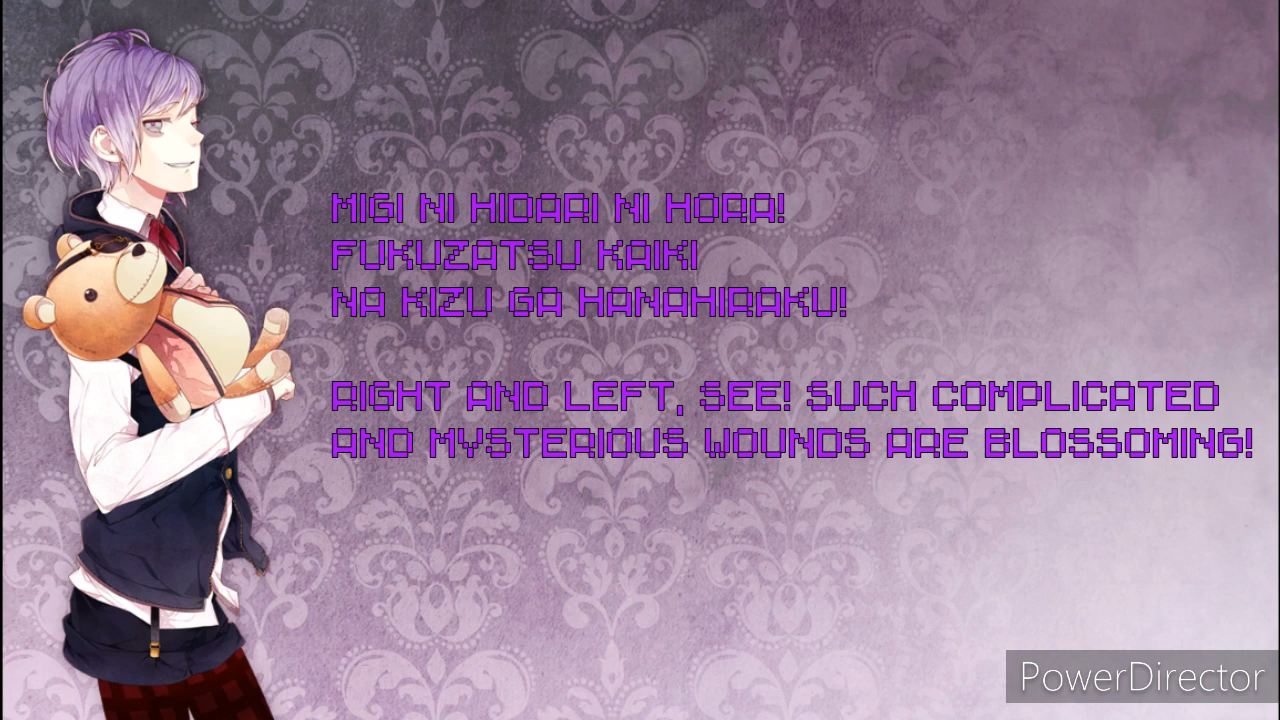 MIGI NI HIDARI NI HORA!
FUKUZATSU KAIKI
NA KIZU GA HANAHIRAKU!
RIGHT AND LEFT, SEE! SUCH COMPLICATED
AND MYSTERIOUS WOUNDS ARE BLOSSOMING!
PowerDirector